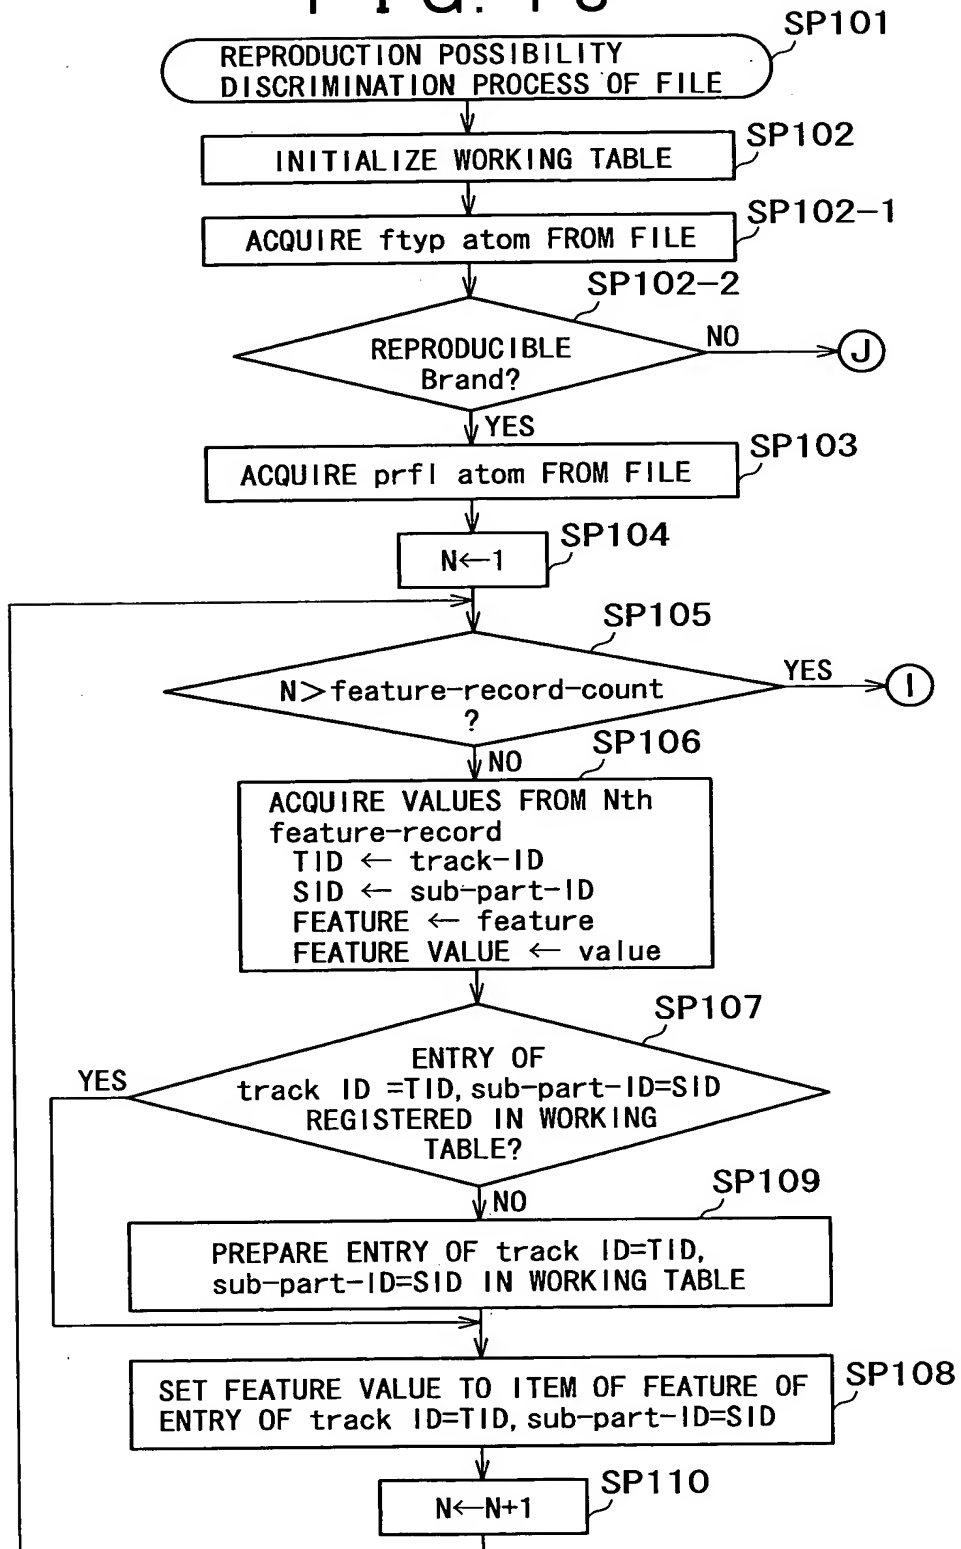 SP101
REPRODUCTION POSSIBILITY
DISCRIMINATION PROCESS OF FILE
SP102
INITIALIZE WORKING TABLE
SP102-1
ACQUIRE ftyp atom FROM FILE
SP102-2
REPRODUCIBLE
Brand?
NO
J
YES
SP103
ACQUIRE prfl atom FROM FILE
SP104
N←1
SP105
N>feature-record-count
?
YES
I
NO
SP106
ACQUIRE VALUES FROM Nth
feature-record
TID ← track-ID
SID ← sub-part-ID
FEATURE ← feature
FEATURE VALUE ← value
SP107
ENTRY OF
track ID =TID, sub-part-ID=SID
REGISTERED IN WORKING
TABLE?
YES
NO
SP109
PREPARE ENTRY OF track ID=TID,
sub-part-ID=SID IN WORKING TABLE
SP108
SET FEATURE VALUE TO ITEM OF FEATURE OF
ENTRY OF track ID=TID, sub-part-ID=SID
SP110
N←N+1